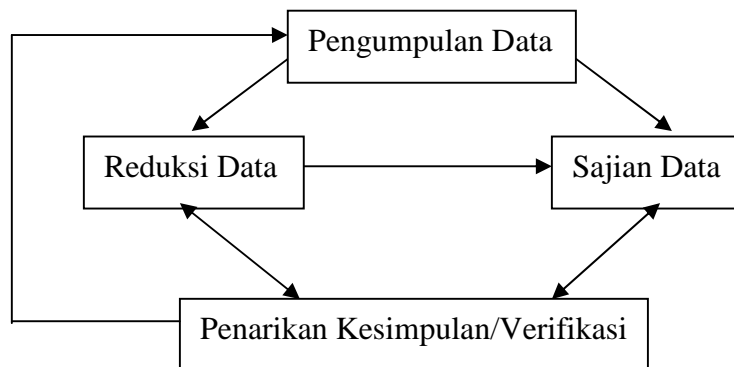 Pengumpulan Data
Reduksi Data
Sajian Data
Penarikan Kesimpulan/Verifikasi